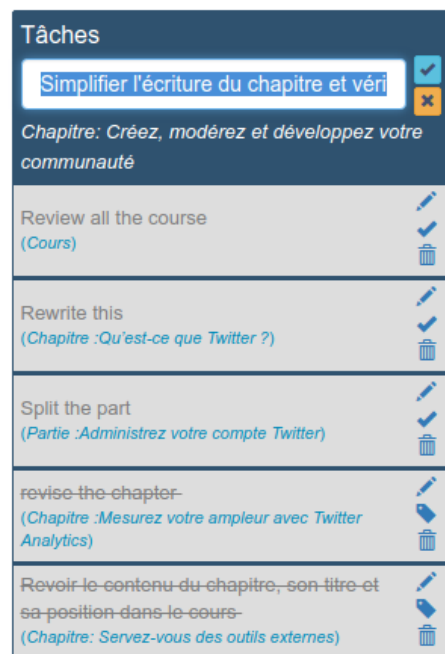 Tâches
Simplifier l'écriture du chapitre et véri
Chapitre: Créez, modérez et développez votre
communauté
Review all the course
(Cours)
Rewrite this
(Chapitre :Qu'est-ce que Twitter ?)
Split the part
(Partie :Administrez votre compte Twitter)
revise the chapter
(Chapitre :Mesurez votre ampleur avec Twitter
Analytics)
Revoir le contenu du chapitre, son titre et
sa position dans le cours
(Chapitre: Servez-vous des outils externes)